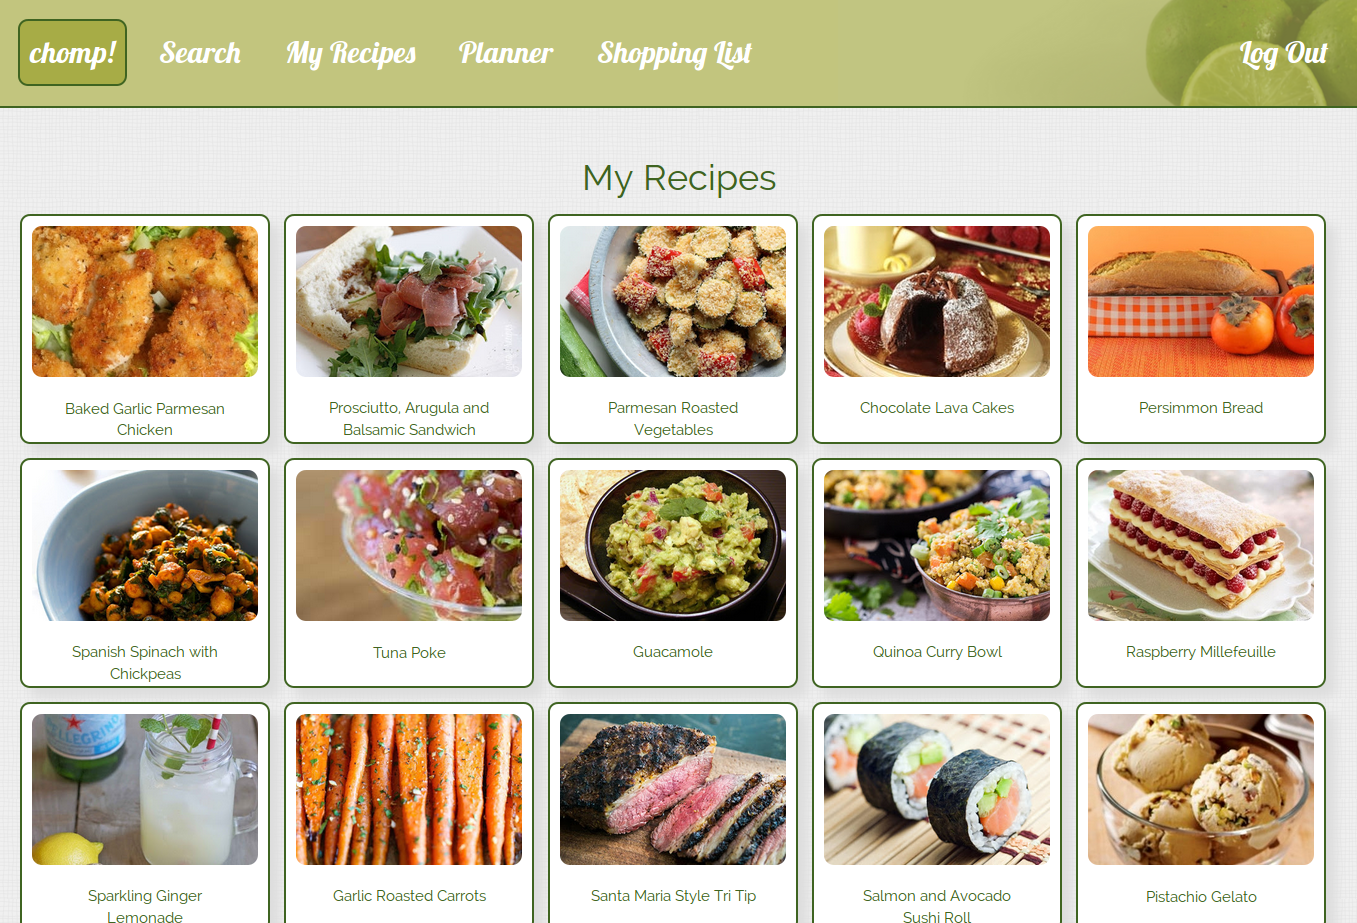 chomp! Search My Recipes Planner Shopping List Log Out
My Recipes
Baked Garlic Parmesan
Chicken
Prosciutto, Arugula and
Balsamic Sandwich
Parmesan Roasted
Vegetables
Chocolate Lava Cakes
Persimmon Bread
Spanish Spinach with
Chickpeas
Tuna Poke
Guacamole
Quinoa Curry Bowl
Raspberry Millefeuille
Sparkling Ginger
Lemonade
Garlic Roasted Carrots
Santa Maria Style Tri Tip
Salmon and Avocado
Sushi Roll
Pistachio Gelato